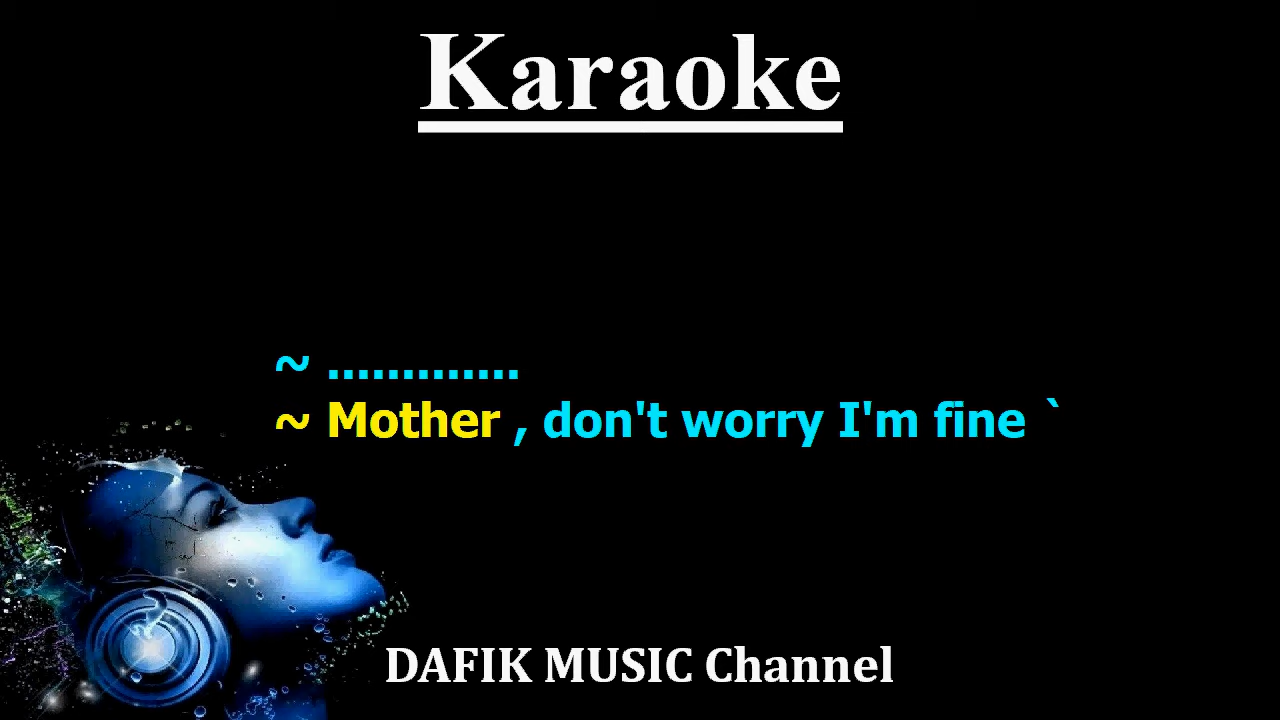 Karaoke
~ .............
~ Mother , don't worry I'm fine `
DAFIK MUSIC Channel